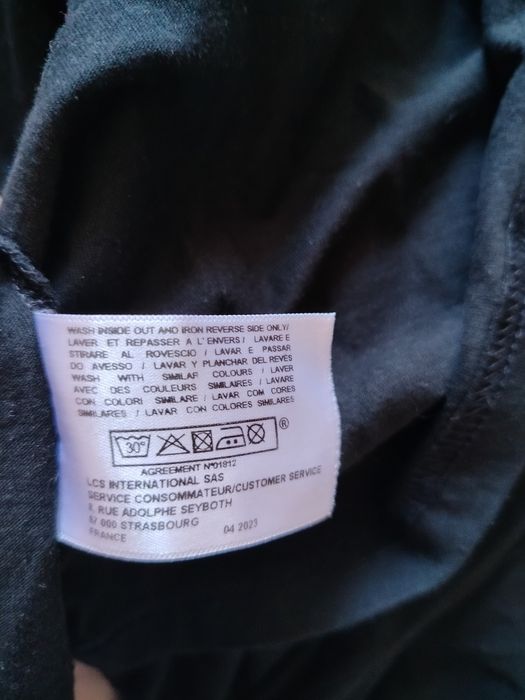 WASH INSIDE OUT AND IRON REVERSE SIDE ONLY/
LAVER ET REPASSER A L'ENVERS/ LAVARE E
STIRARE AL ROVESCIO / LAVAR E PASSAR
DO AVESSO / LAVAR Y PLANCHAR DEL REVES
WASH WITH SIMILAR COLOURS / LAVER
AVEC DES COULEURS SIMILAIRES / LAVARE
CON COLORI SIMILARE / LAVAR COM CORES
SIMILARES / LAVAR CON COLORES SIMILARES
30° ®
AGREEMENT N°01812
LCS INTERNATIONAL SAS
SERVICE CONSOMMATEUR/CUSTOMER SERVICE
RUE ADOLPHE SEYBOTH
67 000 STRASBOURG
FRANCE 04 2023